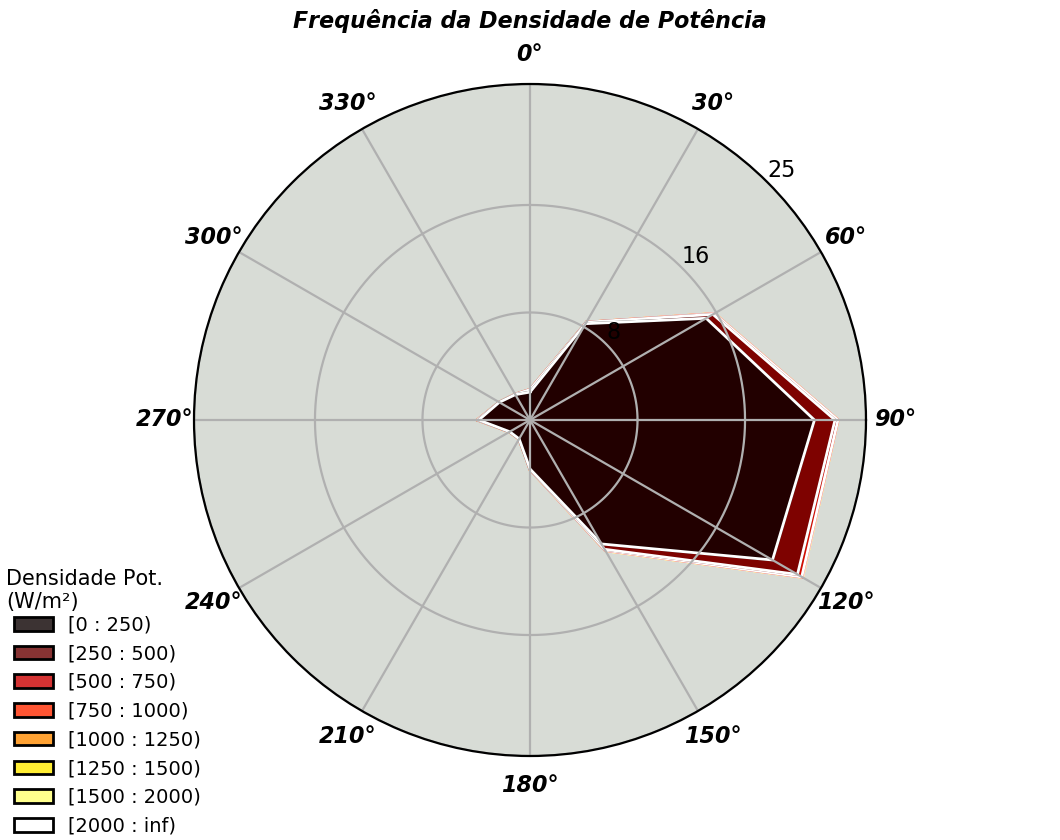 Frequência da Densidade de Potência
0°
330°
30°
25
300°
60°
16
8
270°
90°
240°
120°
210°
150°
180°
Densidade Pot.
(W/m²)
[0 : 250)
[250 : 500)
[500 : 750)
[750 : 1000)
[1000 : 1250)
[1250 : 1500)
[1500 : 2000)
[2000 : inf)